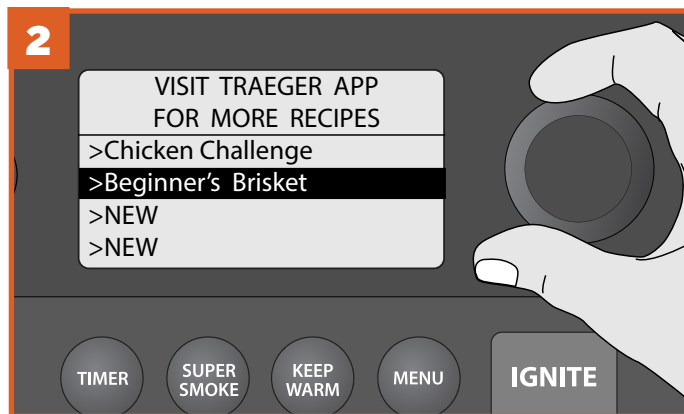 2
VISIT TRAEGER APP
FOR MORE RECIPES
>Chicken Challenge
>Beginner's Brisket
>NEW
>NEW
TIMER
SUPER
SMOKE
KEEP
WARM
MENU
IGNITE